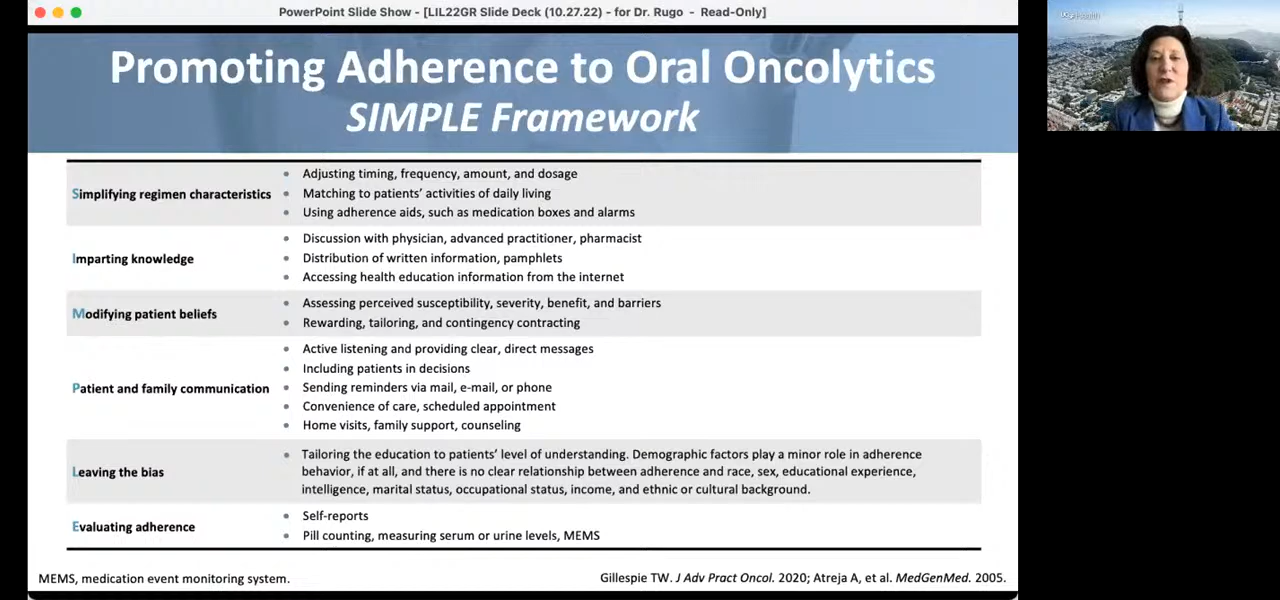 PowerPoint Slide Show - [LIL22GR Slide Deck (10.27.22) - for Dr. Rugo - Read-Only]
Promoting Adherence to Oral Oncolytics
SIMPLE Framework
Simplifying regimen characteristics
• Adjusting timing, frequency, amount, and dosage
• Matching to patients’ activities of daily living
• Using adherence aids, such as medication boxes and alarms
Imparting knowledge
• Discussion with physician, advanced practitioner, pharmacist
• Distribution of written information, pamphlets
• Accessing health education information from the internet
Modifying patient beliefs
• Assessing perceived susceptibility, severity, benefit, and barriers
• Rewarding, tailoring, and contingency contracting
Patient and family communication
• Active listening and providing clear, direct messages
• Including patients in decisions
• Sending reminders via mail, e-mail, or phone
• Convenience of care, scheduled appointment
• Home visits, family support, counseling
Leaving the bias
• Tailoring the education to patients’ level of understanding. Demographic factors play a minor role in adherence
behavior, if at all, and there is no clear relationship between adherence and race, sex, educational experience,
intelligence, marital status, occupational status, income, and ethnic or cultural background.
Evaluating adherence
• Self-reports
• Pill counting, measuring serum or urine levels, MEMS
MEMS, medication event monitoring system.
Gillespie TW. J Adv Pract Oncol. 2020; Atreja A, et al. MedGenMed. 2005.
UCSF Health